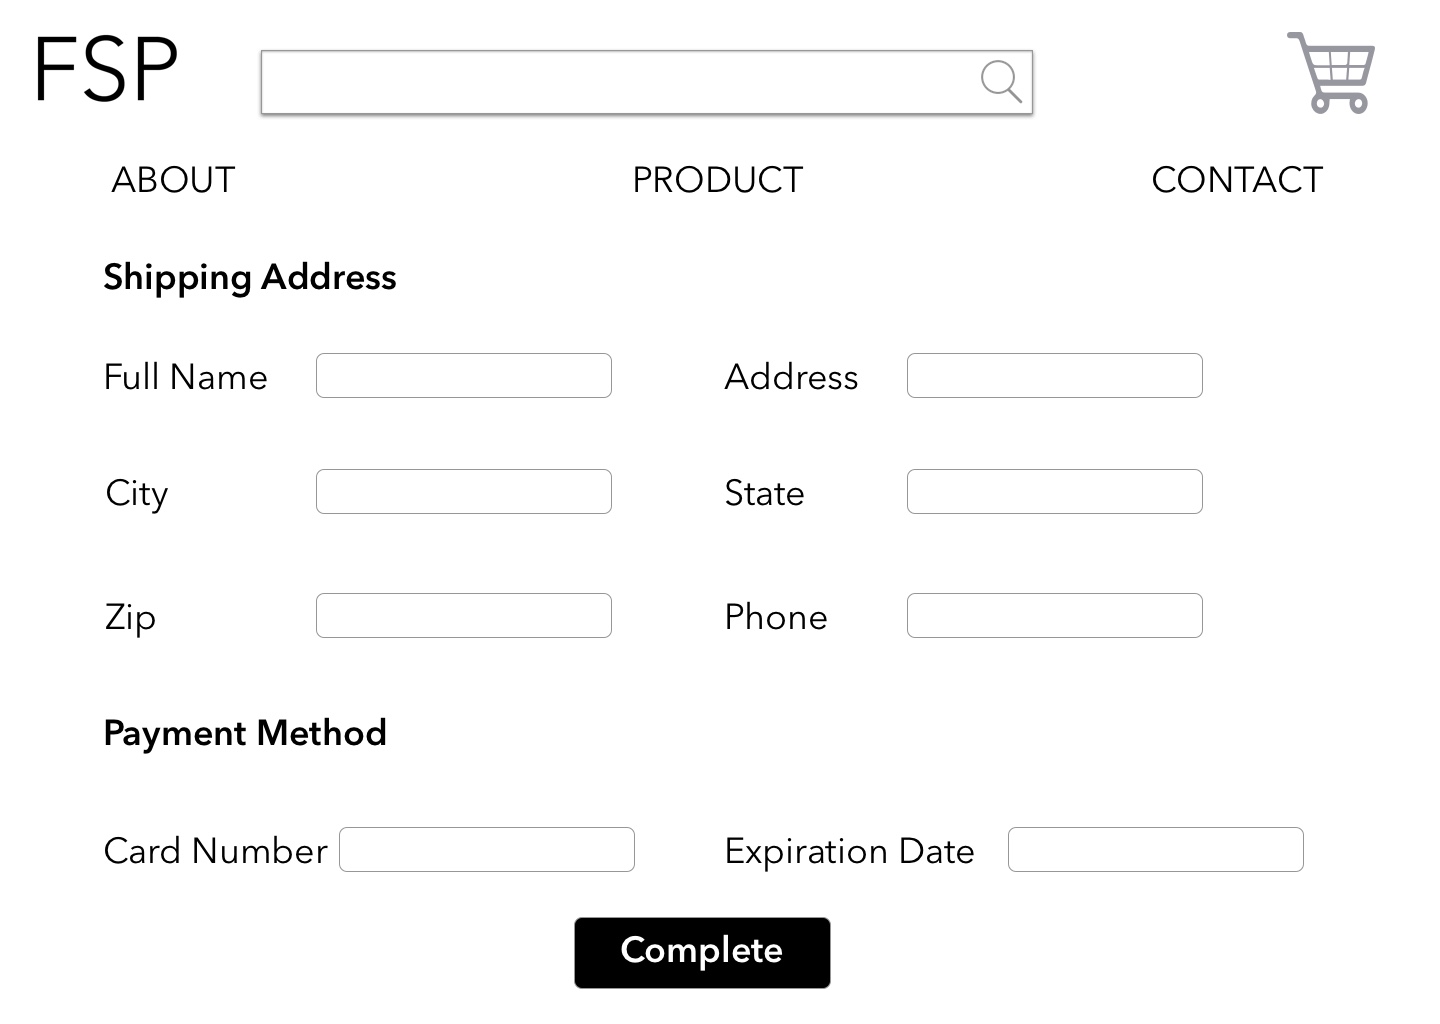 FSP
ABOUT PRODUCT CONTACT
Shipping Address
Full Name Address
City State
Zip Phone
Payment Method
Card Number Expiration Date
Complete